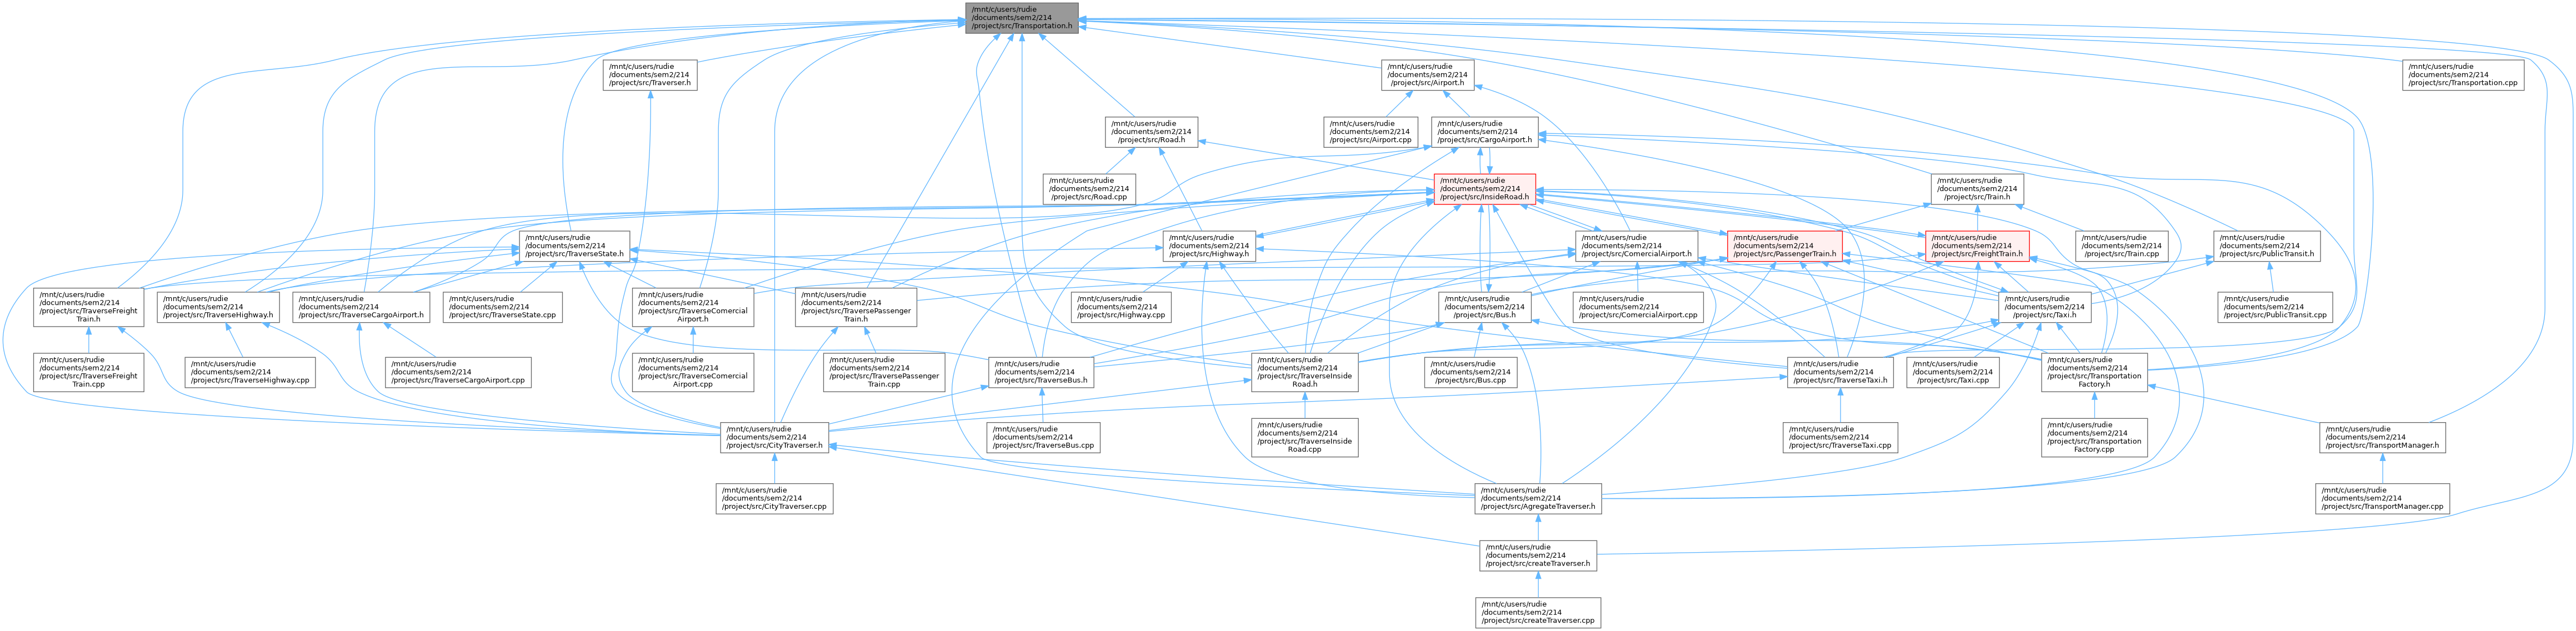 /mnt/c/users/rudie
/documents/sem2/214
/project/src/Transportation.h
/mnt/c/users/rudie
/documents/sem2/214
/project/src/Traverser.h
/mnt/c/users/rudie
/documents/sem2/214
/project/src/Airport.h
/mnt/c/users/rudie
/documents/sem2/214
/project/src/Transportation.cpp
/mnt/c/users/rudie
/documents/sem2/214
/project/src/Road.h
/mnt/c/users/rudie
/documents/sem2/214
/project/src/Airport.cpp
/mnt/c/users/rudie
/documents/sem2/214
/project/src/CargoAirport.h
/mnt/c/users/rudie
/documents/sem2/214
/project/src/Road.cpp
/mnt/c/users/rudie
/documents/sem2/214
/project/src/InsideRoad.h
/mnt/c/users/rudie
/documents/sem2/214
/project/src/Train.h
/mnt/c/users/rudie
/documents/sem2/214
/project/src/TraverseState.h
/mnt/c/users/rudie
/documents/sem2/214
/project/src/Highway.h
/mnt/c/users/rudie
/documents/sem2/214
/project/src/ComercialAirport.h
/mnt/c/users/rudie
/documents/sem2/214
/project/src/PassengerTrain.h
/mnt/c/users/rudie
/documents/sem2/214
/project/src/FreightTrain.h
/mnt/c/users/rudie
/documents/sem2/214
/project/src/Train.cpp
/mnt/c/users/rudie
/documents/sem2/214
/project/src/PublicTransit.h
/mnt/c/users/rudie
/documents/sem2/214
/project/src/TraverseFreight
Train.h
/mnt/c/users/rudie
/documents/sem2/214
/project/src/TraverseHighway.h
/mnt/c/users/rudie
/documents/sem2/214
/project/src/TraverseCargoAirport.h
/mnt/c/users/rudie
/documents/sem2/214
/project/src/TraverseState.cpp
/mnt/c/users/rudie
/documents/sem2/214
/project/src/TraverseComercial
Airport.h
/mnt/c/users/rudie
/documents/sem2/214
/project/src/TraversePassenger
Train.h
/mnt/c/users/rudie
/documents/sem2/214
/project/src/Highway.cpp
/mnt/c/users/rudie
/documents/sem2/214
/project/src/Bus.h
/mnt/c/users/rudie
/documents/sem2/214
/project/src/ComercialAirport.cpp
/mnt/c/users/rudie
/documents/sem2/214
/project/src/Taxi.h
/mnt/c/users/rudie
/documents/sem2/214
/project/src/PublicTransit.cpp
/mnt/c/users/rudie
/documents/sem2/214
/project/src/TraverseFreight
Train.cpp
/mnt/c/users/rudie
/documents/sem2/214
/project/src/TraverseHighway.cpp
/mnt/c/users/rudie
/documents/sem2/214
/project/src/TraverseCargoAirport.cpp
/mnt/c/users/rudie
/documents/sem2/214
/project/src/TraverseComercial
Airport.cpp
/mnt/c/users/rudie
/documents/sem2/214
/project/src/TraversePassenger
Train.cpp
/mnt/c/users/rudie
/documents/sem2/214
/project/src/TraverseBus.h
/mnt/c/users/rudie
/documents/sem2/214
/project/src/TraverseInside
Road.h
/mnt/c/users/rudie
/documents/sem2/214
/project/src/Bus.cpp
/mnt/c/users/rudie
/documents/sem2/214
/project/src/TraverseTaxi.h
/mnt/c/users/rudie
/documents/sem2/214
/project/src/Taxi.cpp
/mnt/c/users/rudie
/documents/sem2/214
/project/src/Transportation
Factory.h
/mnt/c/users/rudie
/documents/sem2/214
/project/src/CityTraverser.h
/mnt/c/users/rudie
/documents/sem2/214
/project/src/TraverseBus.cpp
/mnt/c/users/rudie
/documents/sem2/214
/project/src/TraverseInside
Road.cpp
/mnt/c/users/rudie
/documents/sem2/214
/project/src/TraverseTaxi.cpp
/mnt/c/users/rudie
/documents/sem2/214
/project/src/Transportation
Factory.cpp
/mnt/c/users/rudie
/documents/sem2/214
/project/src/TransportManager.h
/mnt/c/users/rudie
/documents/sem2/214
/project/src/CityTraverser.cpp
/mnt/c/users/rudie
/documents/sem2/214
/project/src/AgregateTraverser.h
/mnt/c/users/rudie
/documents/sem2/214
/project/src/TransportManager.cpp
/mnt/c/users/rudie
/documents/sem2/214
/project/src/createTraverser.h
/mnt/c/users/rudie
/documents/sem2/214
/project/src/createTraverser.cpp